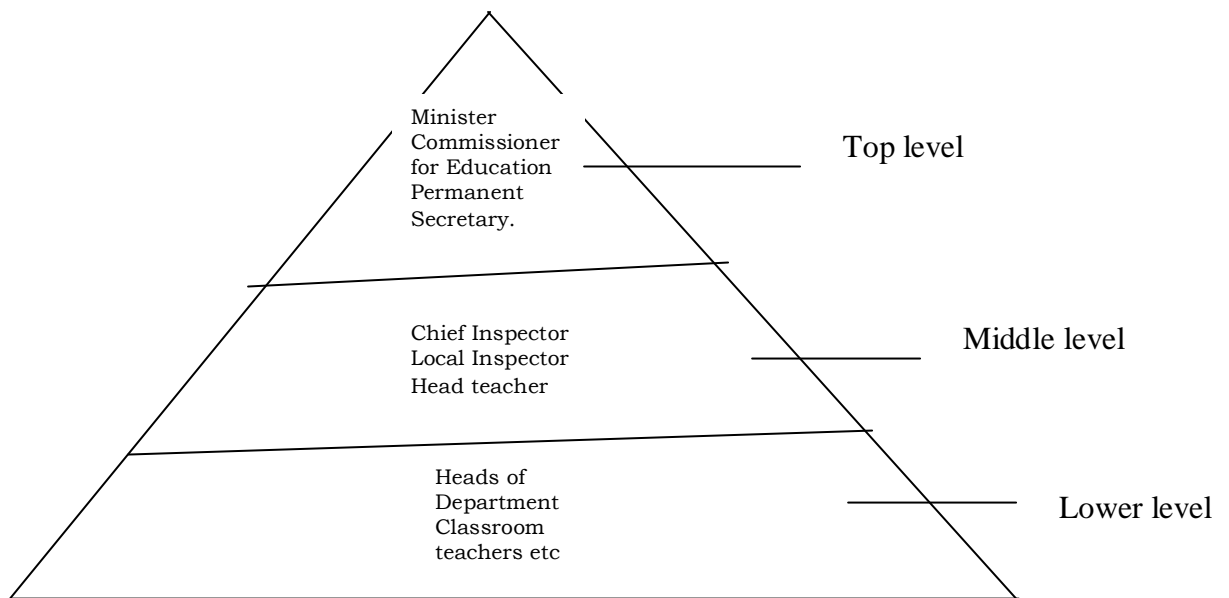 Minister
Commissioner
for Education
Permanent
Secretary.
Top level
Chief Inspector
Local Inspector
Head teacher
Middle level
Heads of
Department
Classroom
teachers etc
Lower level